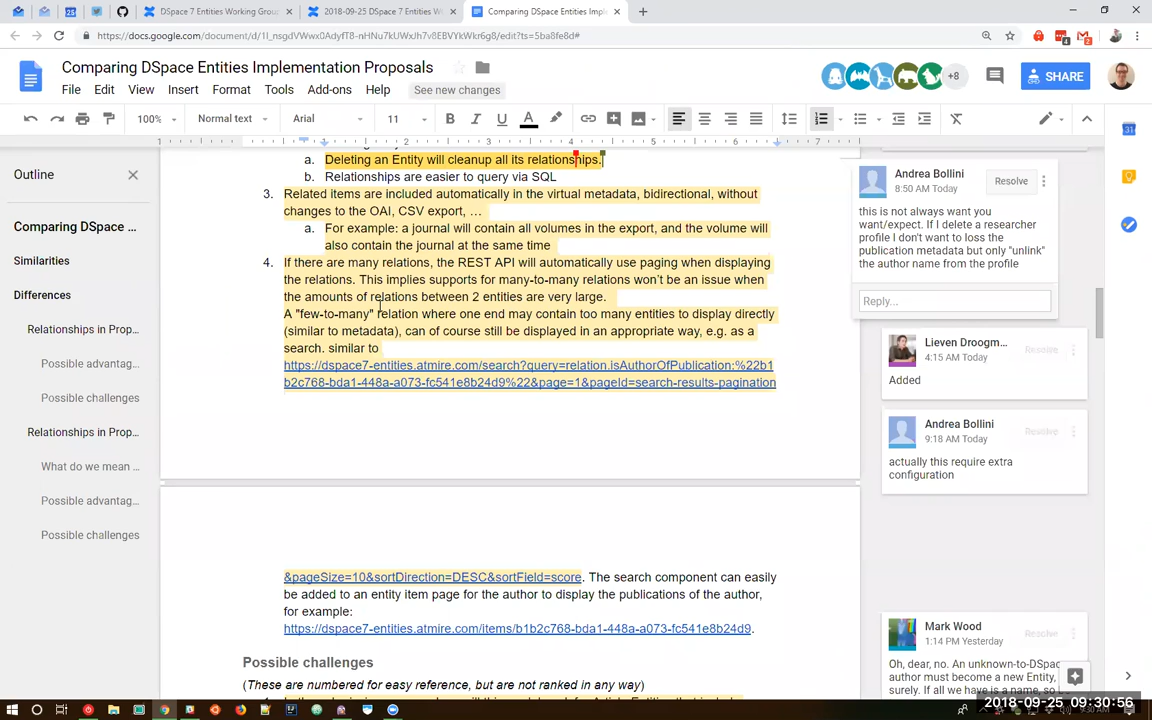 DSpace 7 Entities Working Grou
2018-09-25 DSpace 7 Entities W
Comparing DSpace Entities Imple
https://docs.google.com/document/d/1I_nsgdVWwx0AdyfT8-nHNu7kUWxJh7v8EBVYkWkr6g8/edit?ts=5ba8fe8d#
Comparing DSpace Entities Implementation Proposals
File Edit View Insert Format Tools Add-ons Help See new changes
+8
SHARE
100% Normal text Arial 11
Outline
Comparing DSpace ...
Similarities
Differences
Relationships in Prop...
Possible advantag...
Possible challenges
Relationships in Prop...
What do we mean ...
Possible advantag...
Possible challenges
a. Deleting an Entity will cleanup all its relationships.
b. Relationships are easier to query via SQL
3. Related items are included automatically in the virtual metadata, bidirectional, without
changes to the OAI, CSV export, …
a. For example: a journal will contain all volumes in the export, and the volume will
also contain the journal at the same time
4. If there are many relations, the REST API will automatically use paging when displaying
the relations. This implies supports for many-to-many relations won't be an issue when
the amounts of relations between 2 entities are very large.
A "few-to-many" relation where one end may contain too many entities to display directly
(similar to metadata), can of course still be displayed in an appropriate way, e.g. as a
search. similar to
https://dspace7-entities.atmire.com/search?query=relation.isAuthorOfPublication:%22b1
b2c768-bda1-448a-a073-fc541e8b24d9%22&page=1&pageId=search-results-pagination
&pageSize=10&sortDirection=DESC&sortField=score. The search component can easily
be added to an entity item page for the author to display the publications of the author,
for example:
https://dspace7-entities.atmire.com/items/b1b2c768-bda1-448a-a073-fc541e8b24d9.
Possible challenges
(These are numbered for easy reference, but are not ranked in any way)
Andrea Bollini
8:50 AM Today
Resolve
this is not always want you
want/expect. If I delete a researcher
profile I don't want to loss the
publication metadata but only "unlink"
the author name from the profile
Reply...
Lieven Droogm...
4:15 AM Today
Resolve
Added
Andrea Bollini
9:18 AM Today
Resolve
actually this require extra
configuration
Mark Wood
1:14 PM Yesterday
Resolve
Oh, dear, no. An unknown-to-DSpa
author must become a new Entity,
surely. If all we have is a name, so
2018-09-25 09:30:56